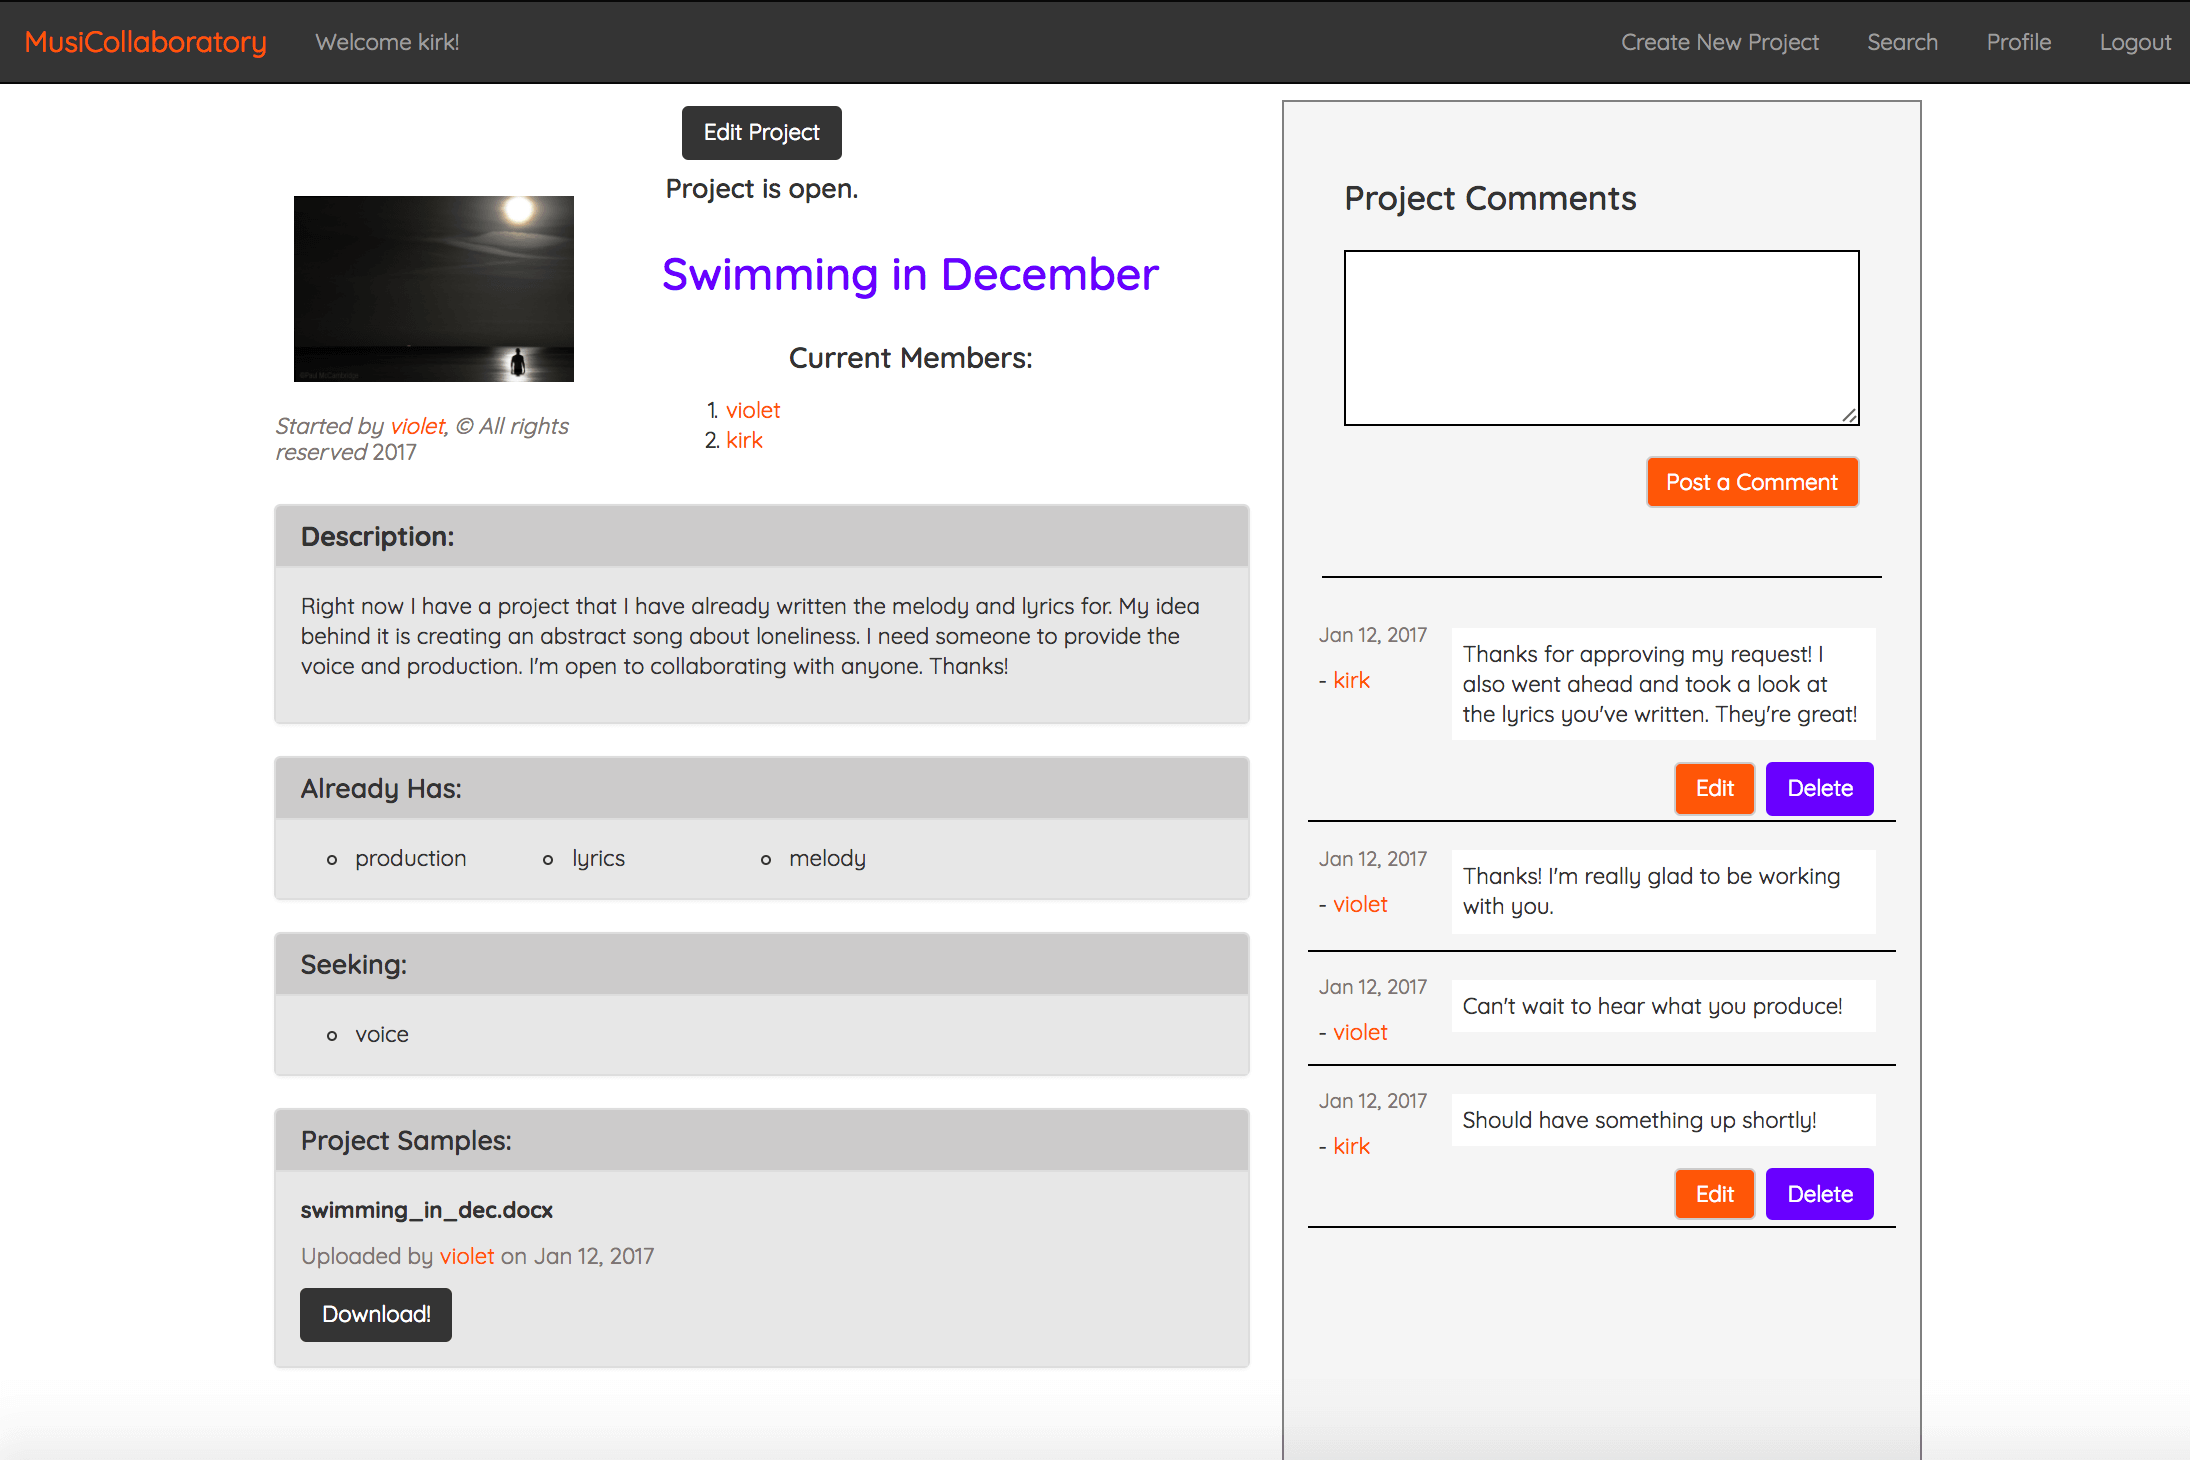 MusiCollaboratory
Welcome kirk!
Create New Project
Search
Profile
Logout
Edit Project
Project is open.
Swimming in December
Current Members:
1. violet
2. kirk
Started by violet, © All rights
reserved 2017
Description:
Right now I have a project that I have already written the melody and lyrics for. My idea
behind it is creating an abstract song about loneliness. I need someone to provide the
voice and production. I'm open to collaborating with anyone. Thanks!
Already Has:
production
lyrics
melody
Seeking:
voice
Project Samples:
swimming_in_dec.docx
Uploaded by violet on Jan 12, 2017
Download!
Project Comments
Post a Comment
Jan 12, 2017
- kirk
Thanks for approving my request! I
also went ahead and took a look at
the lyrics you've written. They're great!
Edit
Delete
Jan 12, 2017
- violet
Thanks! I'm really glad to be working
with you.
Jan 12, 2017
- violet
Can't wait to hear what you produce!
Jan 12, 2017
- kirk
Should have something up shortly!
Edit
Delete